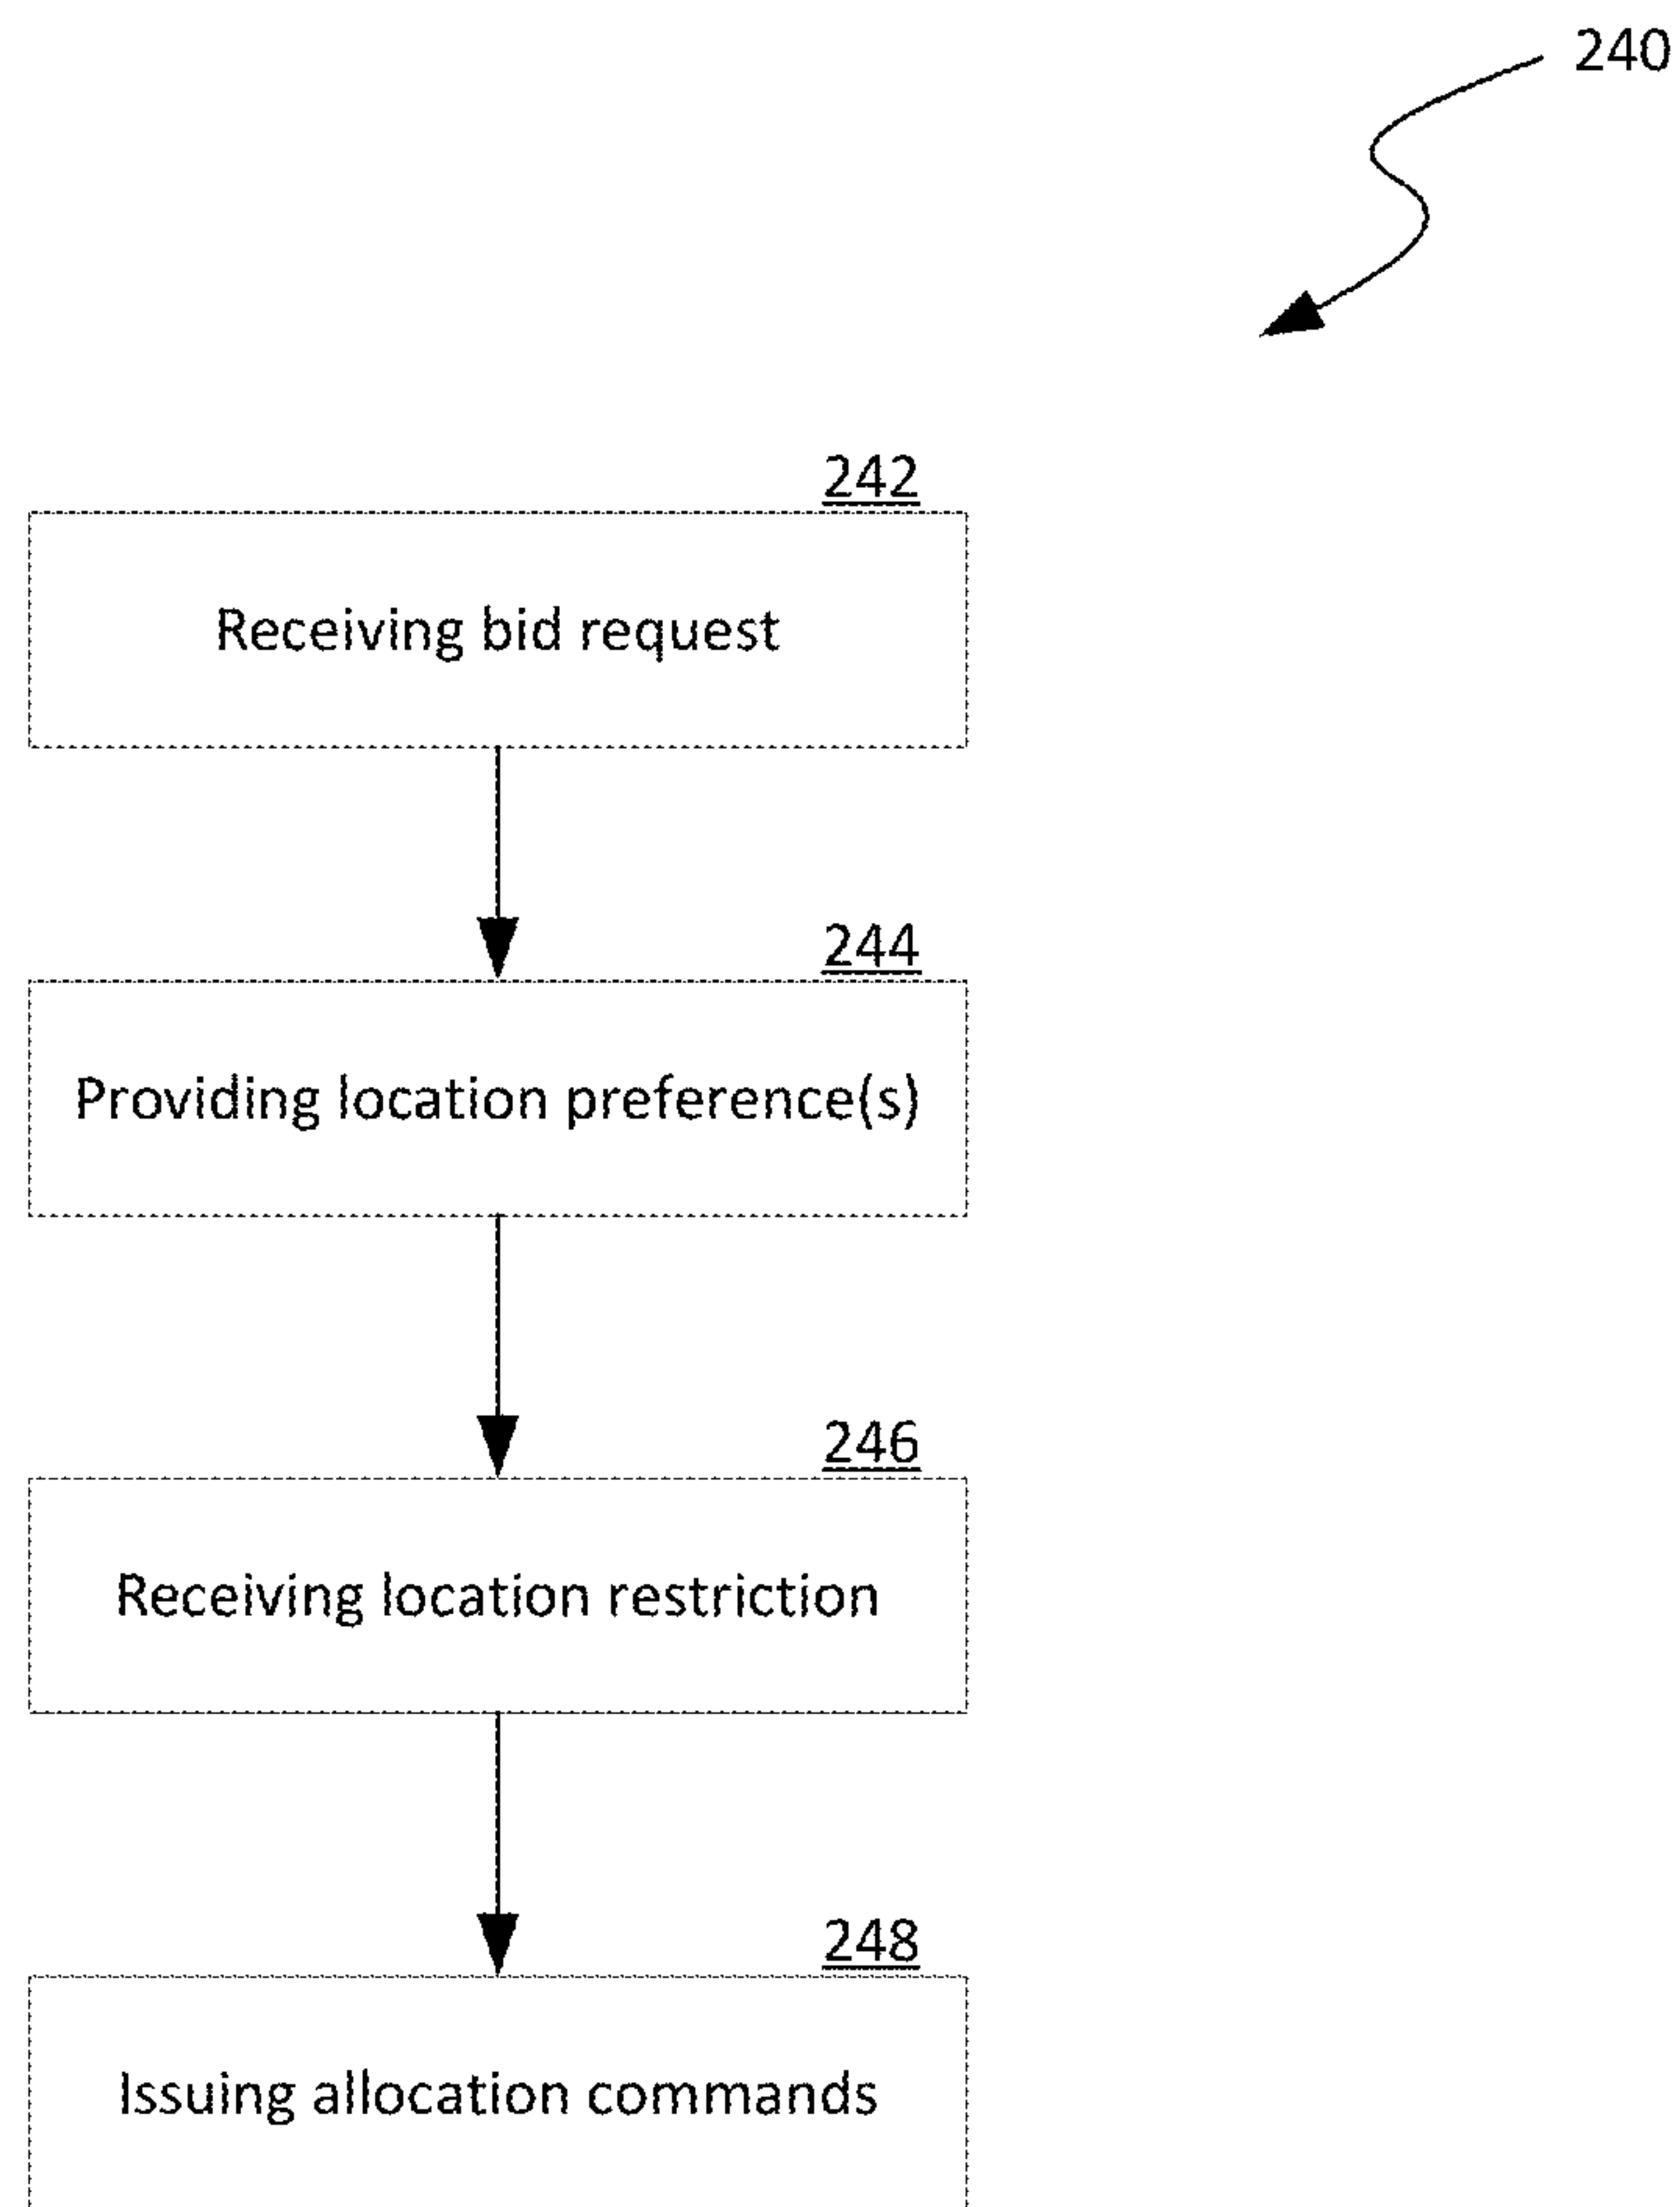 240
242
Receiving bid request
244
Providing location preference(s)
246
Receiving location restriction
248
Issuing allocation commands